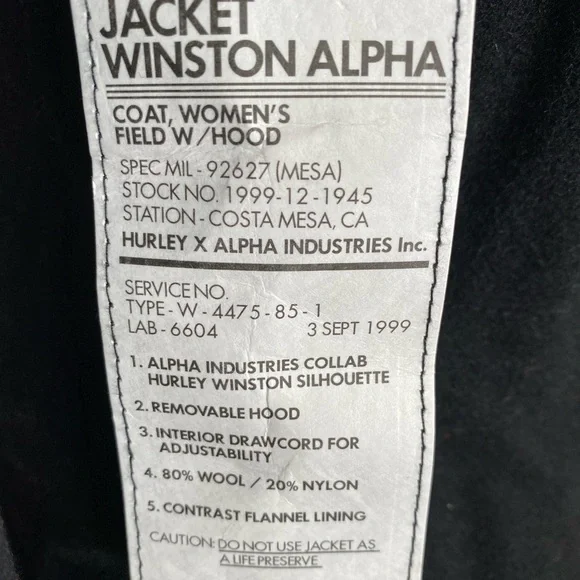 JACKET
WINSTON ALPHA
COAT, WOMEN'S
FIELD W/HOOD
SPEC MIL - 92627 (MESA)
STOCK NO. 1999-12-1945
STATION - COSTA MESA, CA
HURLEY X ALPHA INDUSTRIES Inc.
SERVICE NO.
TYPE - W - 4475 - 85 - 1
LAB - 6604 3 SEPT 1999
1. ALPHA INDUSTRIES COLLAB
HURLEY WINSTON SILHOUETTE
2. REMOVABLE HOOD
3. INTERIOR DRAWCORD FOR
ADJUSTABILITY
4. 80% WOOL / 20% NYLON
5. CONTRAST FLANNEL LINING
CAUTION: DO NOT USE JACKET AS
A LIFE PRESERVE